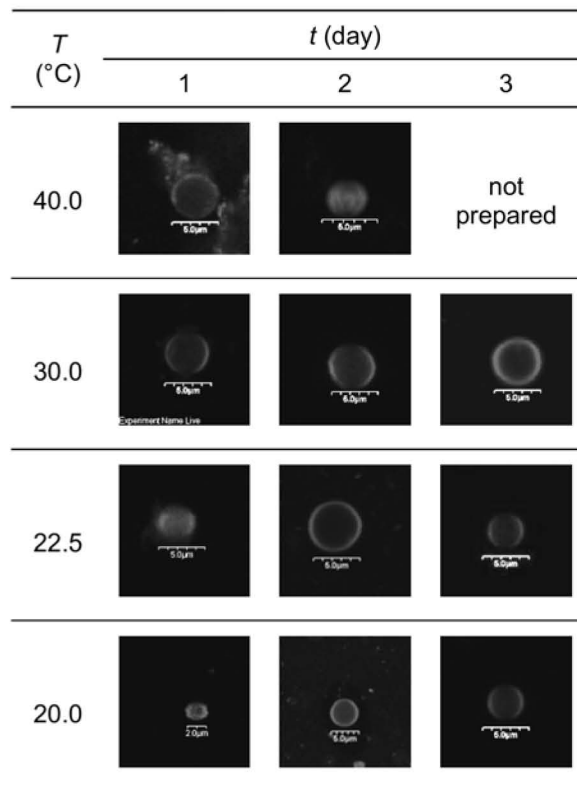 T
(°C)
t (day)
1 2 3
40.0
5.0μm 5.0μm
not
prepared
30.0
5.0μm 5.0μm 5.0μm
Experiment Name Live
22.5
5.0μm 5.0μm 5.0μm
20.0
2.0μm 5.0μm 5.0μm